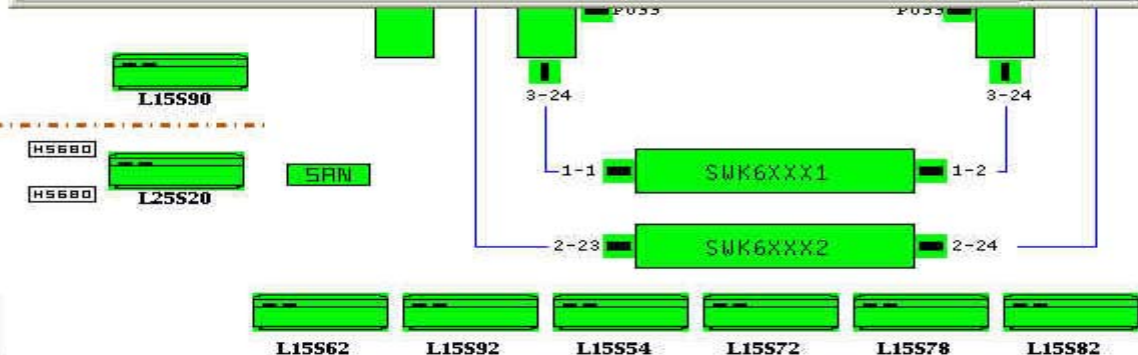 L15S90
3-24
3-24
HS680
SAN
1-1
SWK6XXX1
1-2
HS680
L25S20
2-23
SWK6XXX2
2-24
L15S62
L15S92
L15S54
L15S72
L15S78
L15S82